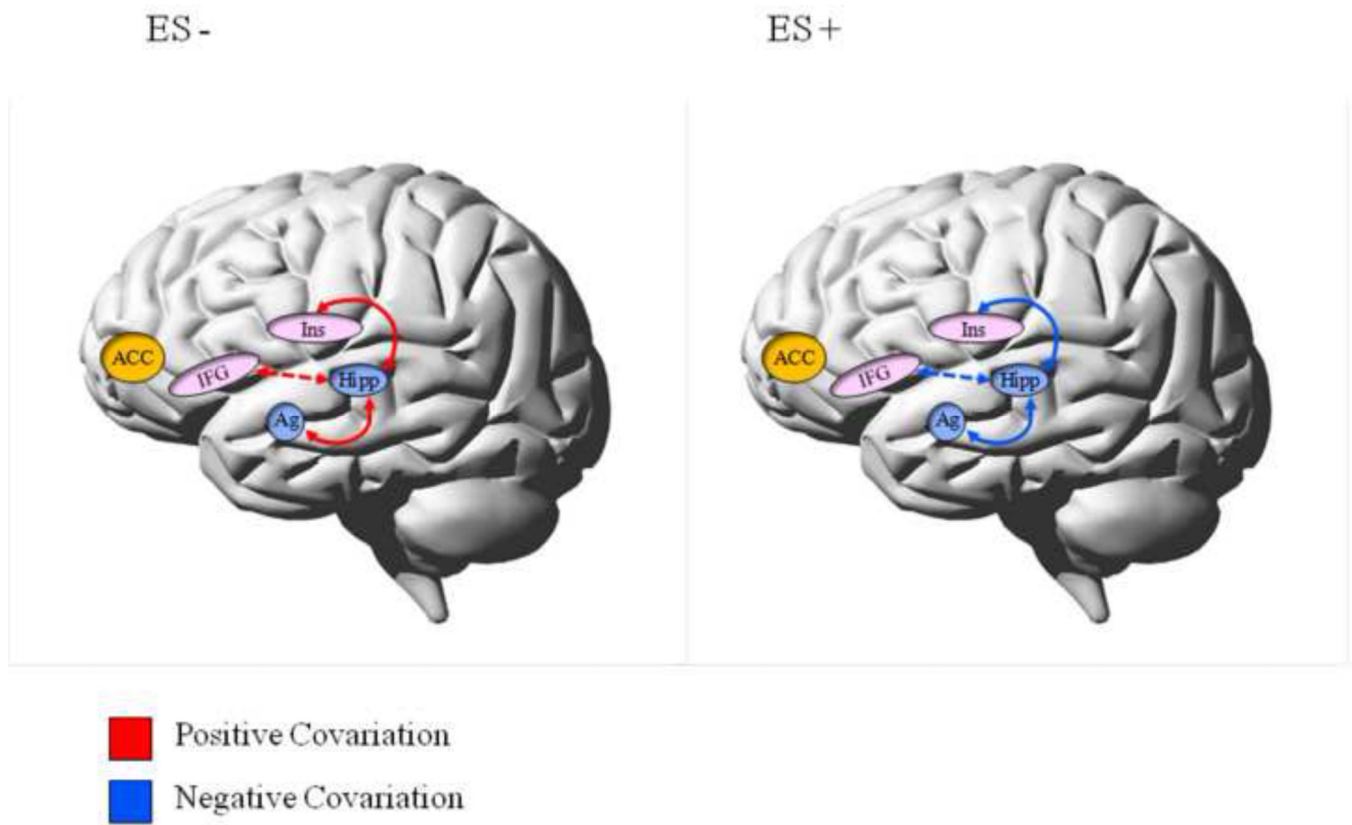 ES -
ES +
Ins
ACC
IFG
Hipp
Ag
Ins
ACC
IFG
Hipp
Ag
Positive Covariation
Negative Covariation